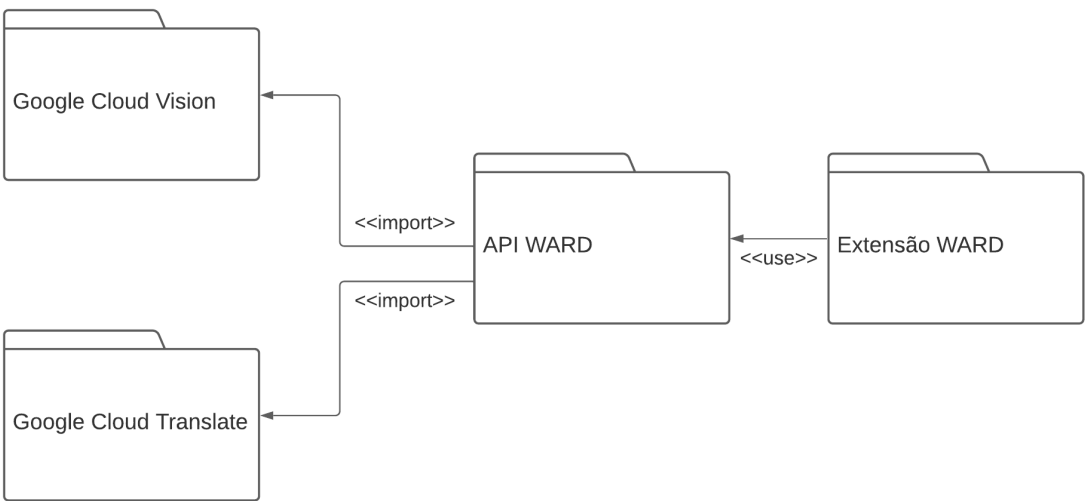 Google Cloud Vision
<<import>>
API WARD
Extensão WARD
<<use>>
<<import>>
Google Cloud Translate